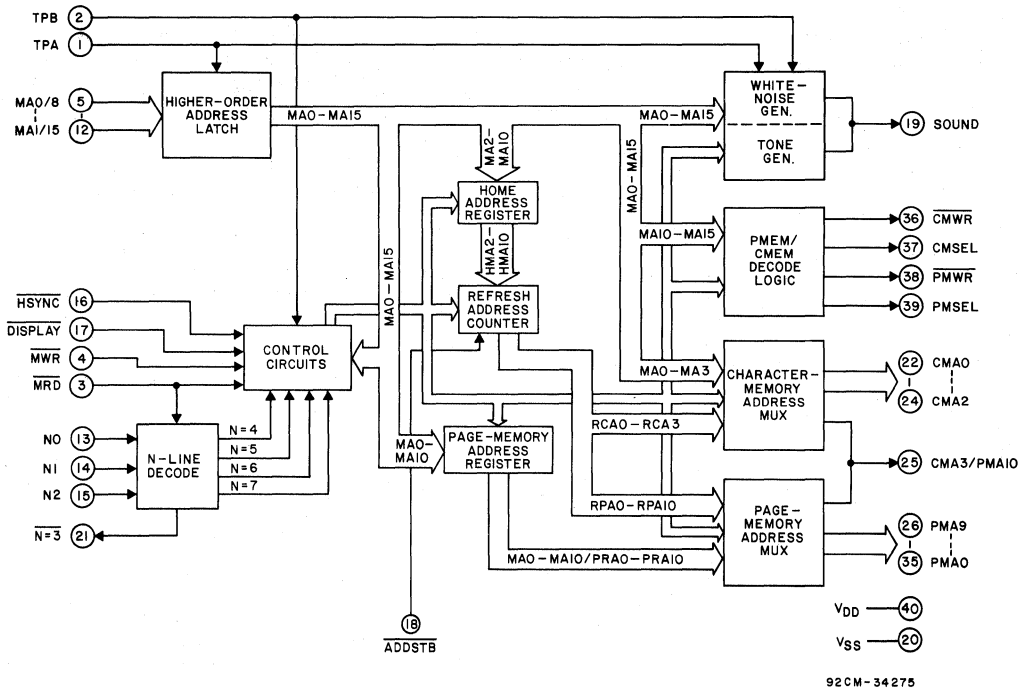 TPB 2
TPA 1
MA0/8 5
MA1/15 12
HIGHER-ORDER
ADDRESS
LATCH
MA0-MA15
MA2-
MA10
MA0-MA15
MA0-MA15
WHITE-
NOISE
GEN.
TONE
GEN.
19 SOUND
HOME
ADDRESS
REGISTER
HMA2-
HMA10
MA0-MA15
MA10-MA15
PMEM/
CMEM
DECODE
LOGIC
36 CMWR
37 CMSEL
38 PMWR
39 PMSEL
HSYNC 16
DISPLAY 17
MWR 4
MRD 3
CONTROL
CIRCUITS
REFRESH
ADDRESS
COUNTER
MA0-MA3
RCA0-RCA3
CHARACTER-
MEMORY
ADDRESS
MUX
22 CMA0
24 CMA2
N0 13
N1 14
N2 15
N=3 21
N-LINE
DECODE
N=4
N=5
N=6
N=7
MA0-
MA10
PAGE-MEMORY
ADDRESS
REGISTER
25 CMA3/PMA10
RPA0-RPA10
MA0-MA10/PRA0-PRA10
PAGE-
MEMORY
ADDRESS
MUX
26 PMA9
35 PMA0
18
ADDSTB
VDD 40
VSS 20
92CM-34275